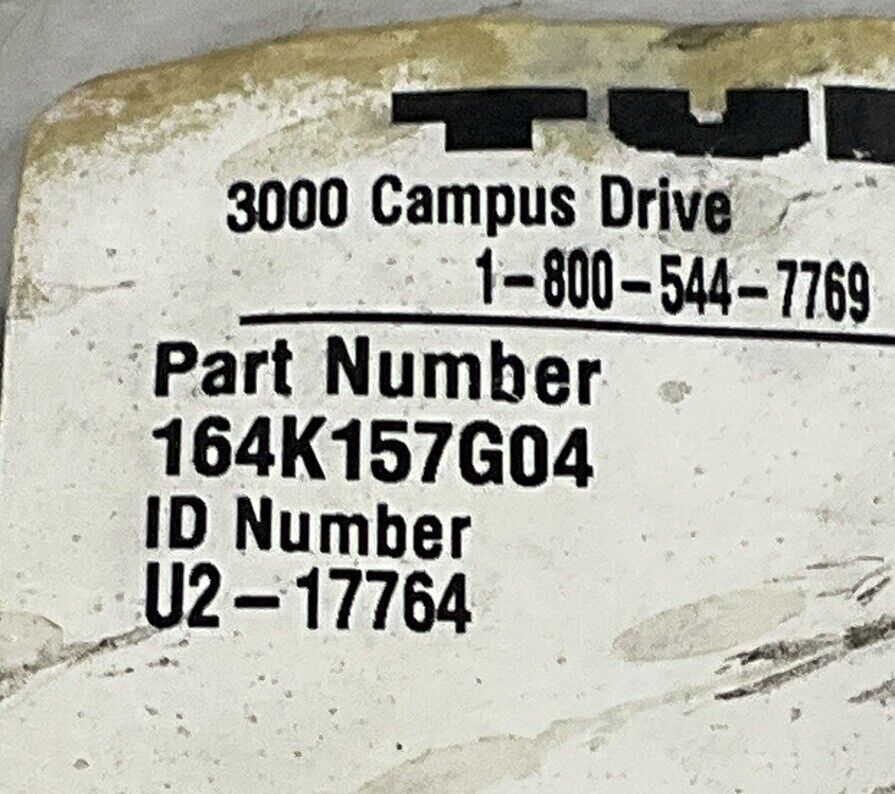 3000 Campus Drive
1-800-544-7769
Part Number
164K157G04
ID Number
U2-17764